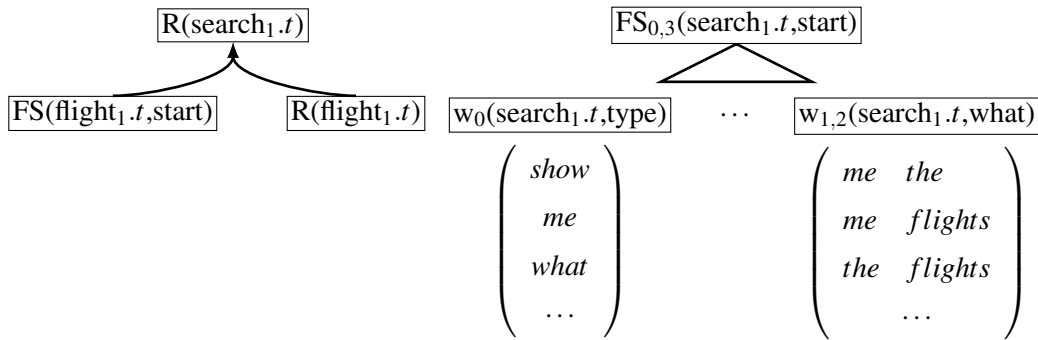 R(search₁.t) FS₀,₃(search₁.t,start)
FS(flight₁.t,start) R(flight₁.t) w₀(search₁.t,type) ... w₁,₂(search₁.t,what)
show me the
me me flights
what the flights
... ...